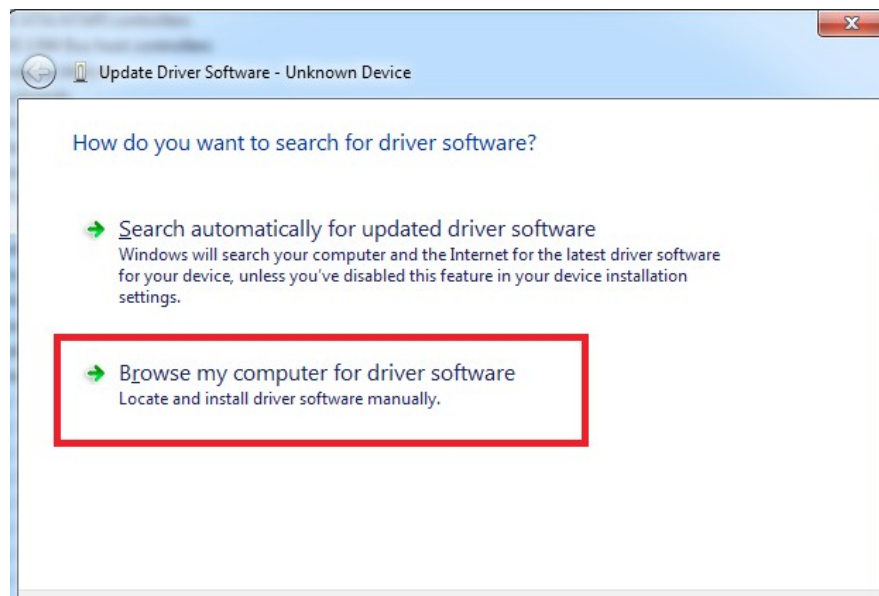 Update Driver Software - Unknown Device
How do you want to search for driver software?
Search automatically for updated driver software
Windows will search your computer and the Internet for the latest driver software
for your device, unless you've disabled this feature in your device installation
settings.
Browse my computer for driver software
Locate and install driver software manually.